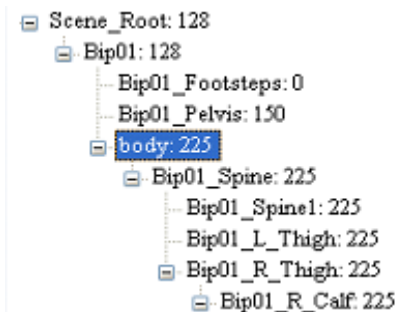 Scene_Root: 128
Bip01: 128
Bip01_Footsteps: 0
Bip01_Pelvis: 150
body: 225
Bip01_Spine: 225
Bip01_Spine1: 225
Bip01_L_Thigh: 225
Bip01_R_Thigh: 225
Bip01_R_Calf: 225